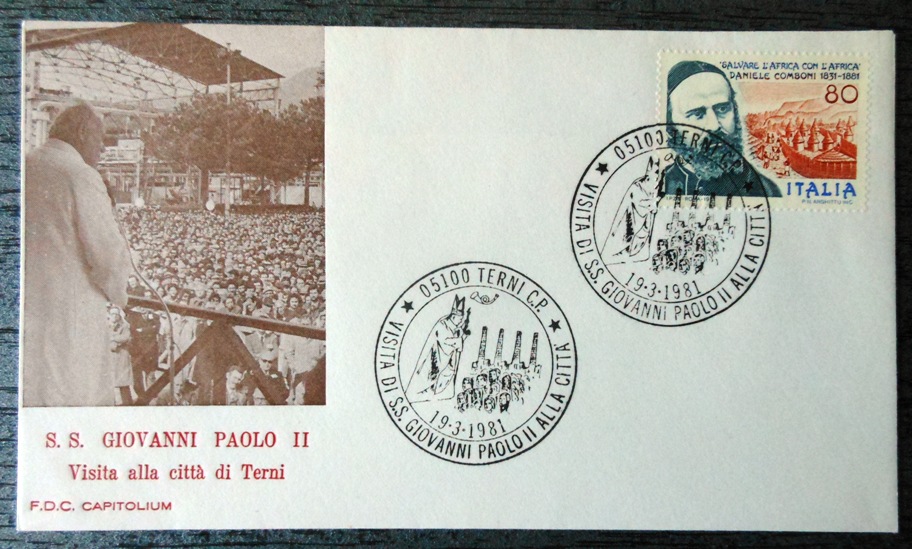 "SALVARE L'AFRICA CON L'AFRICA"
DANIELE COMBONI 1831-1881
80
ITALIA
★ 05100 TERNI C.P. ★
VISITA DI S.S. GIOVANNI PAOLO II ALLA CITTÀ
19-3-1981
★ 05100 TERNI C.P. ★
VISITA DI S.S. GIOVANNI PAOLO II ALLA CITTÀ
19-3-1981
S. S. GIOVANNI PAOLO II
Visita alla città di Terni
F.D.C. CAPITOLIUM